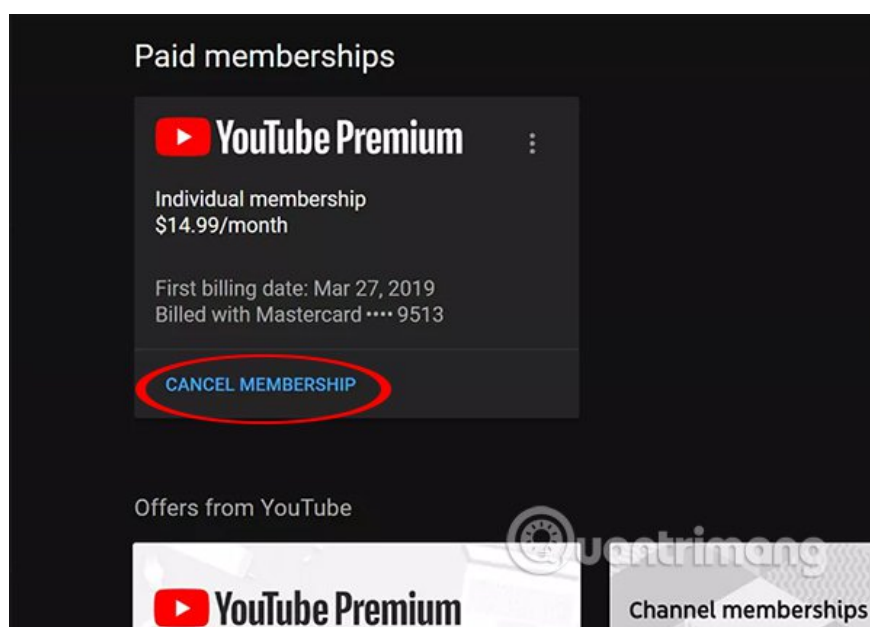 Paid memberships
YouTube Premium
Individual membership
$14.99/month
First billing date: Mar 27, 2019
Billed with Mastercard •••• 9513
CANCEL MEMBERSHIP
Offers from YouTube
Quantrimang
YouTube Premium
Channel memberships